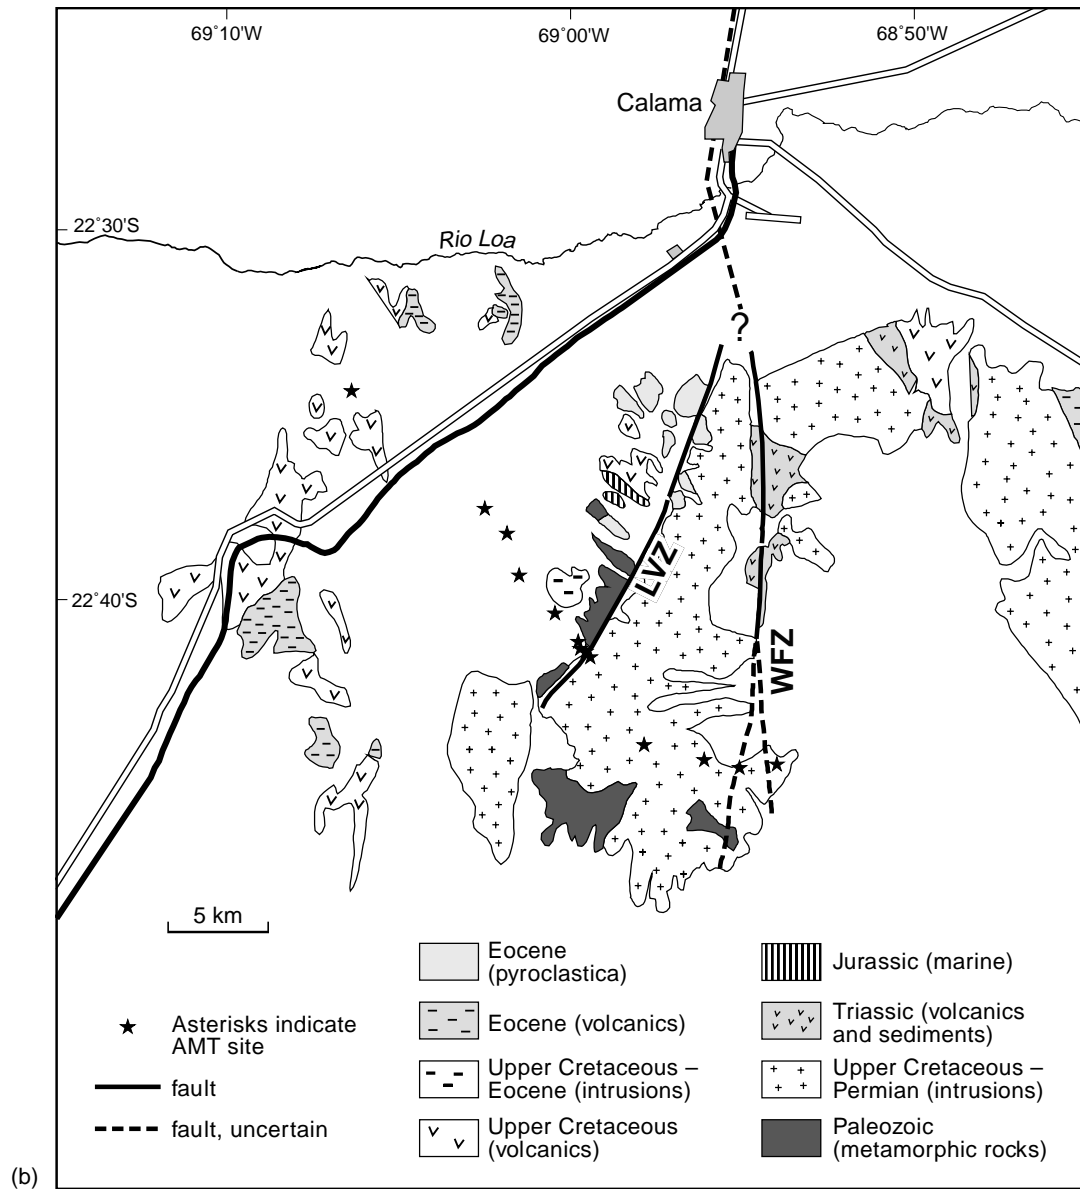 69˚10'W
69˚00'W
68˚50'W
Calama
22˚30'S
Rio Loa
?
LVZ
22˚40'S
WFZ
5 km
Asterisks indicate
AMT site
fault
fault, uncertain
Eocene
(pyroclastica)
Eocene (volcanics)
Upper Cretaceous –
Eocene (intrusions)
Upper Cretaceous
(volcanics)
Jurassic (marine)
Triassic (volcanics
and sediments)
Upper Cretaceous –
Permian (intrusions)
Paleozoic
(metamorphic rocks)
(b)